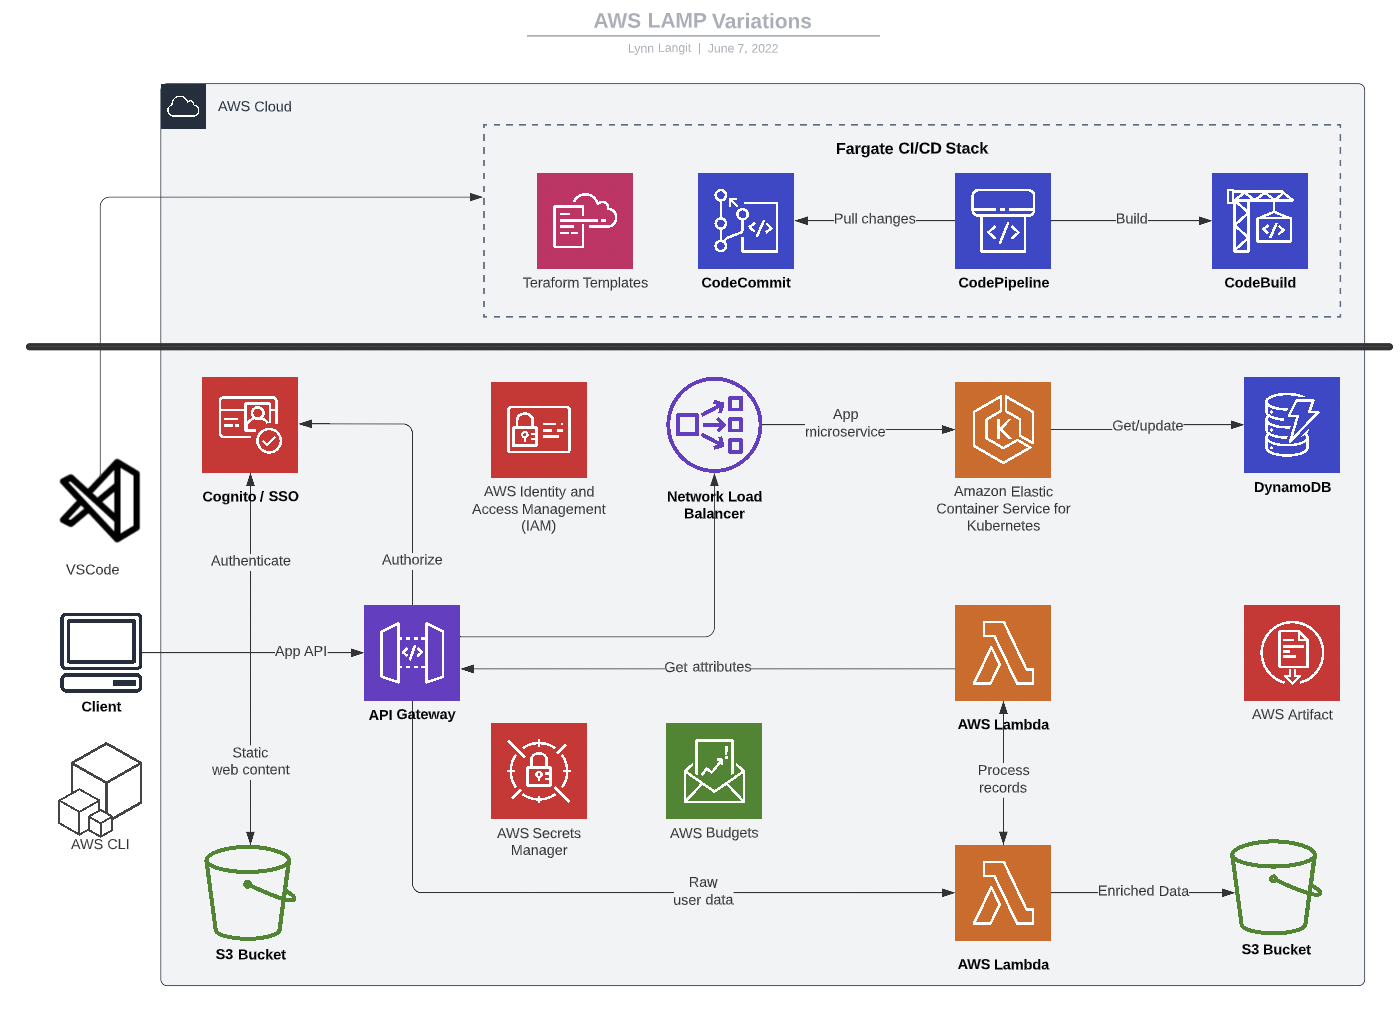 AWS LAMP Variations
Lynn Langit | June 7, 2022
AWS Cloud
Fargate CI/CD Stack
Pull changes
Build
Teraform Templates
CodeCommit
CodePipeline
CodeBuild
App
microservice
Get/update
Cognito / SSO
AWS Identity and
Access Management
(IAM)
Network Load
Balancer
Amazon Elastic
Container Service for
Kubernetes
DynamoDB
VSCode
Authenticate
Authorize
App API
Get attributes
Client
API Gateway
AWS Lambda
AWS Artifact
Static
web content
Process
records
AWS CLI
AWS Secrets
Manager
AWS Budgets
Raw
user data
Enriched Data
S3 Bucket
AWS Lambda
S3 Bucket